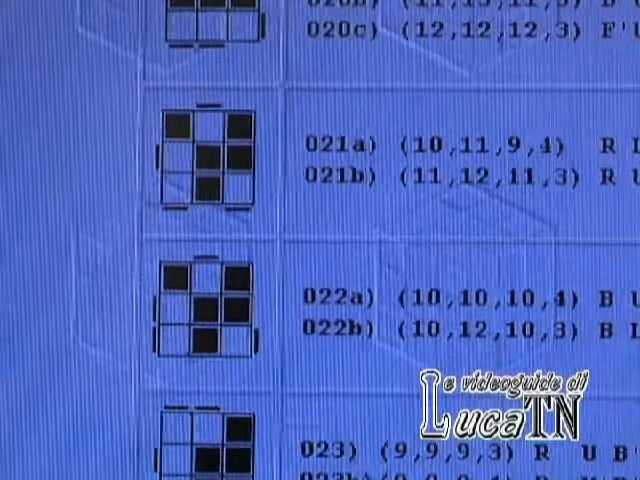 020c) (12,12,12,3) F'U
021a) (10,11,9,4) R L
021b) (11,12,11,3) R U
022a) (10,10,10,4) B U
022b) (10,12,10,3) B L
Le videoguide di
LucaTN
023) (9,9,9,3) R U B'